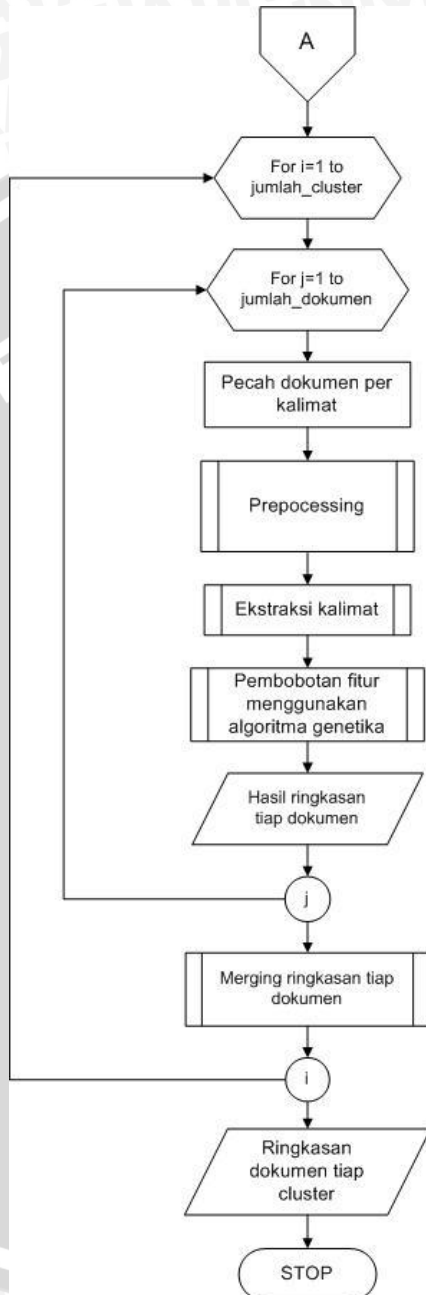 A
For i=1 to
jumlah_cluster
For j=1 to
jumlah_dokumen
Pecah dokumen per
kalimat
Prepocessing
Ekstraksi kalimat
Pembobotan fitur
menggunakan
algoritma genetika
Hasil ringkasan
tiap dokumen
j
Merging ringkasan tiap
dokumen
i
Ringkasan
dokumen tiap
cluster
STOP